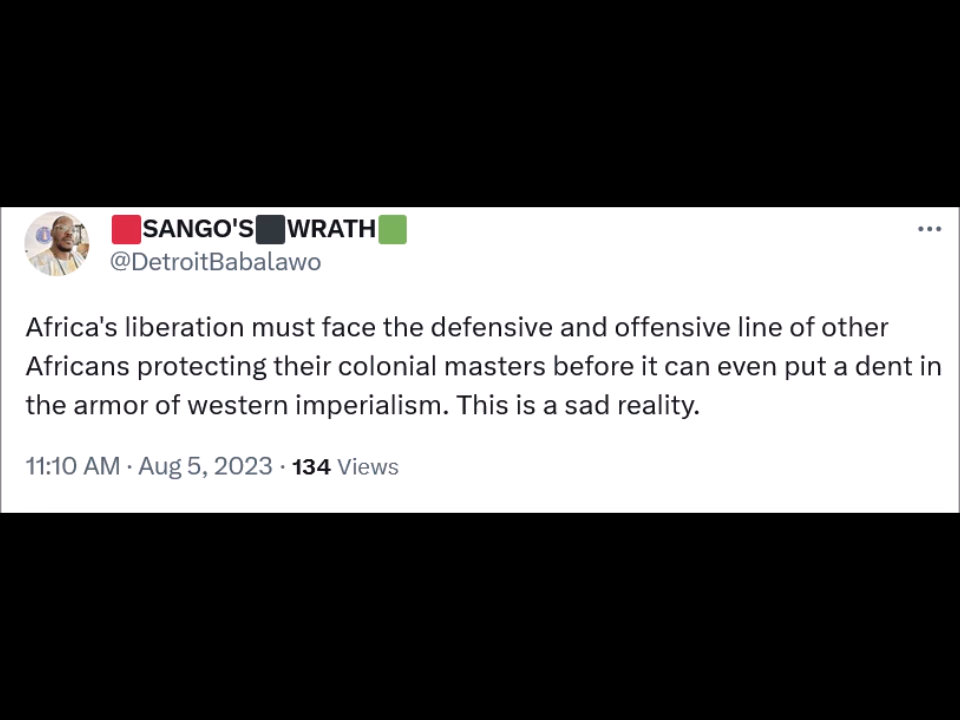 🟥SANGO'S⬛WRATH🟩
@DetroitBabalawo
Africa's liberation must face the defensive and offensive line of other
Africans protecting their colonial masters before it can even put a dent in
the armor of western imperialism. This is a sad reality.
11:10 AM · Aug 5, 2023 · 134 Views